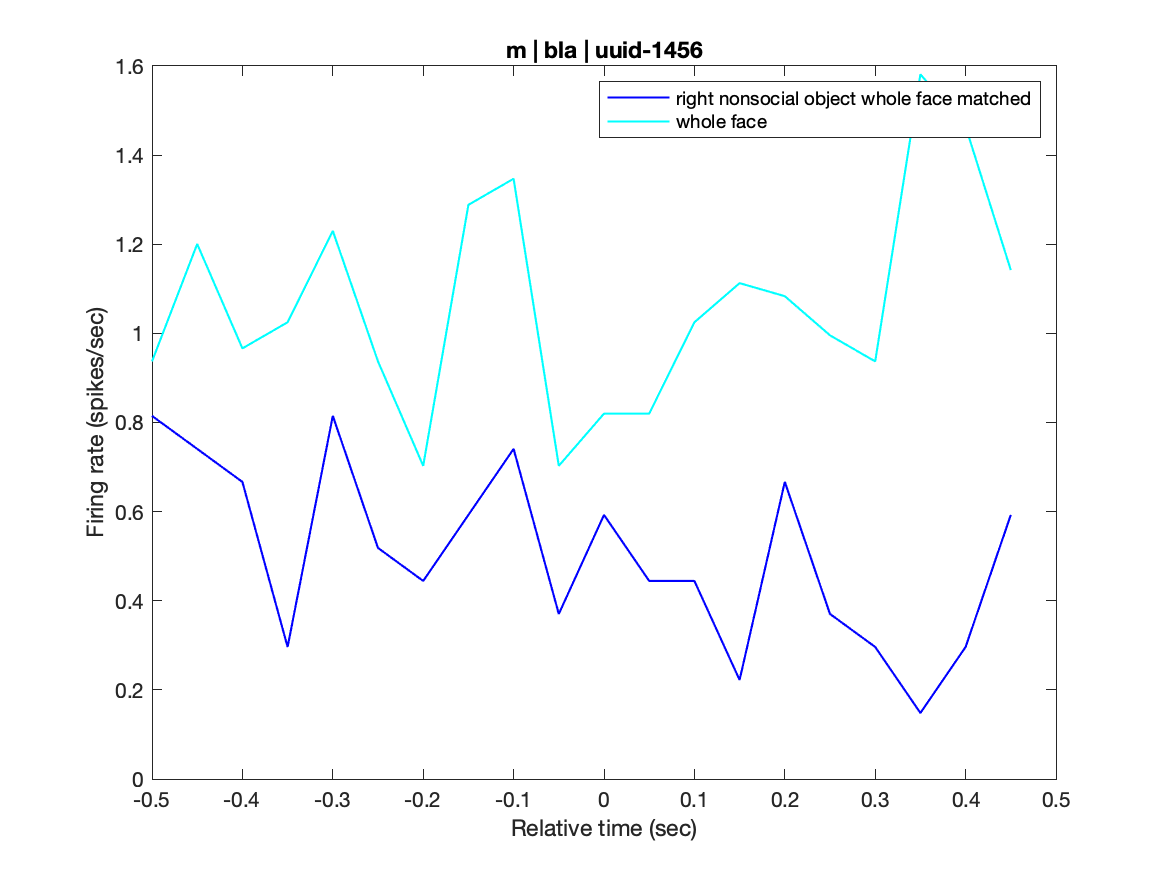 m | bla | uuid-1456
right nonsocial object whole face matched
whole face
Firing rate (spikes/sec)
1.6
1.4
1.2
1
0.8
0.6
0.4
0.2
0
-0.5 -0.4 -0.3 -0.2 -0.1 0 0.1 0.2 0.3 0.4 0.5
Relative time (sec)